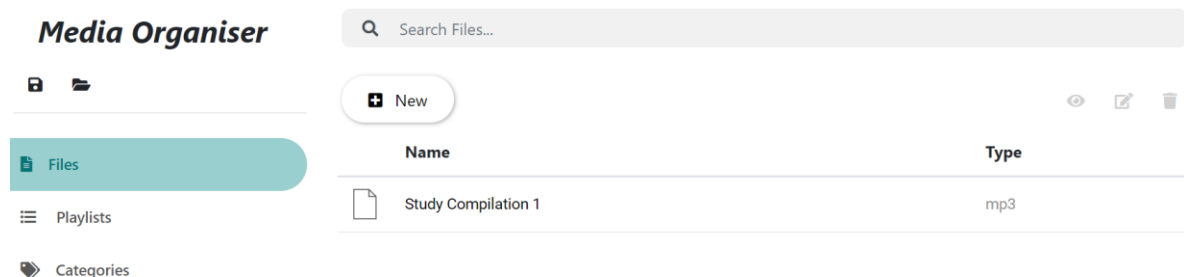 Media Organiser
Search Files...
New
Files
Playlists
Categories
Name Type
Study Compilation 1 mp3